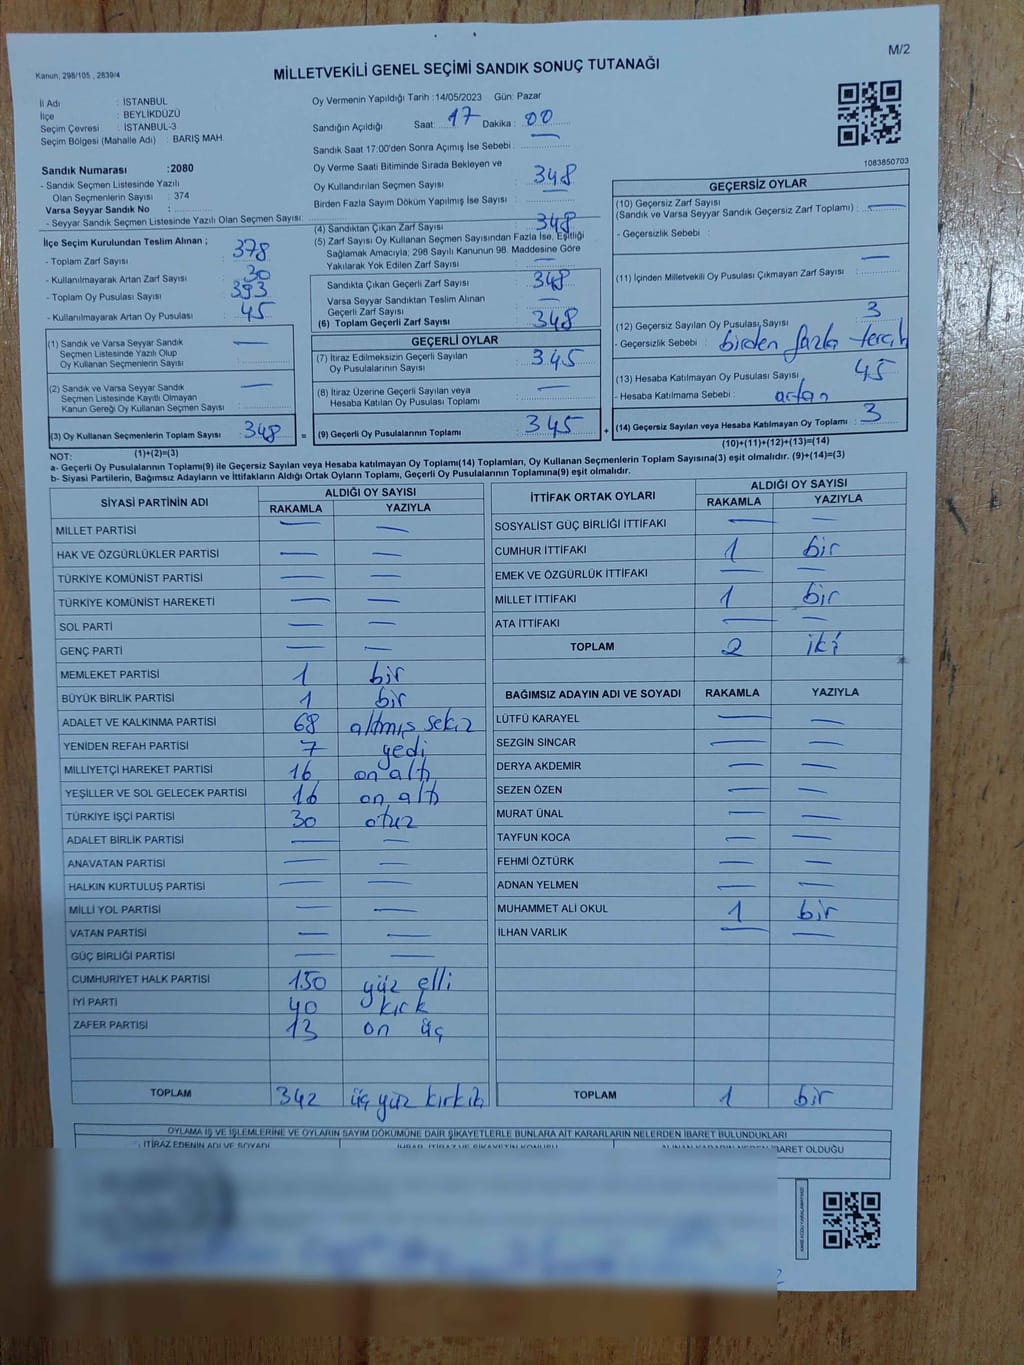 M/2
Kanun, 298/105 , 2839/4
MİLLETVEKİLİ GENEL SEÇİMİ SANDIK SONUÇ TUTANAĞI
İl Adı : İSTANBUL
İlçe : BEYLİKDÜZÜ
Seçim Çevresi : İSTANBUL-3
Seçim Bölgesi (Mahalle Adı) : BARIŞ MAH.
Sandık Numarası :2080
- Sandık Seçmen Listesinde Yazılı
Olan Seçmenlerin Sayısı : 374
Varsa Seyyar Sandık No :
- Seyyar Sandık Seçmen Listesinde Yazılı Olan Seçmen Sayısı:
Oy Vermenin Yapıldığı Tarih :14/05/2023 Gün: Pazar
Sandığın Açıldığı Saat: 17 Dakika : 00
Sandık Saat 17:00'den Sonra Açımış İse Sebebi : —
Oy Verme Saati Bitiminde Sırada Bekleyen ve
Oy Kullandırılan Seçmen Sayısı : 348
Birden Fazla Sayım Döküm Yapılmış İse Sayısı : —
1083850703
İlçe Seçim Kurulundan Teslim Alınan ;
- Toplam Zarf Sayısı : 378
- Kullanılmayarak Artan Zarf Sayısı : 30
- Toplam Oy Pusulası Sayısı : 393
- Kullanılmayarak Artan Oy Pusulası : 45
(4) Sandıktan Çıkan Zarf Sayısı : 348
(5) Zarf Sayısı Oy Kullanan Seçmen Sayısından Fazla İse, Eşitliği
Sağlamak Amacıyla, 298 Sayılı Kanunun 98. Maddesine Göre
Yakılarak Yok Edilen Zarf Sayısı : —
Sandıkta Çıkan Geçerli Zarf Sayısı : 348
Varsa Seyyar Sandıktan Teslim Alınan
Geçerli Zarf Sayısı : —
(6) Toplam Geçerli Zarf Sayısı : 348
GEÇERSİZ OYLAR
(10) Geçersiz Zarf Sayısı
(Sandık ve Varsa Seyyar Sandık Geçersiz Zarf Toplamı) : —
- Geçersizlik Sebebi :
(11) İçinden Milletvekili Oy Pusulası Çıkmayan Zarf Sayısı : —
(12) Geçersiz Sayılan Oy Pusulası Sayısı : 3
- Geçersizlik Sebebi : birden fazla tercih
(13) Hesaba Katılmayan Oy Pusulası Sayısı : 45
- Hesaba Katılmama Sebebi : artan
(14) Geçersiz Sayılan veya Hesaba Katılmayan Oy Toplamı : 3
(10)+(11)+(12)+(13)=(14)
(1) Sandık ve Varsa Seyyar Sandık
Seçmen Listesinde Yazılı Olup
Oy Kullanan Seçmenlerin Sayısı : —
(2) Sandık ve Varsa Seyyar Sandık
Seçmen Listesinde Kayıtlı Olmayan
Kanun Gereği Oy Kullanan Seçmen Sayısı : —
(3) Oy Kullanan Seçmenlerin Toplam Sayısı : 348 =
(1)+(2)=(3)
GEÇERLİ OYLAR
(7) İtiraz Edilmeksizin Geçerli Sayılan
Oy Pusulalarının Sayısı : 345
(8) İtiraz Üzerine Geçerli Sayılan veya
Hesaba Katılan Oy Pusulası Toplamı : —
(9) Geçerli Oy Pusulalarının Toplamı : 345 +
NOT:
a- Geçerli Oy Pusulalarının Toplamı(9) ile Geçersiz Sayılan veya Hesaba katılmayan Oy Toplamı(14) Toplamları, Oy Kullanan Seçmenlerin Toplam Sayısına(3) eşit olmalıdır. (9)+(14)=(3)
b- Siyasi Partilerin, Bağımsız Adayların ve İttifakların Aldığı Ortak Oyların Toplamı, Geçerli Oy Pusulalarının Toplamına(9) eşit olmalıdır.
SİYASİ PARTİNİN ADI ALDIĞI OY SAYISI
RAKAMLA YAZIYLA
MİLLET PARTİSİ — —
HAK VE ÖZGÜRLÜKLER PARTİSİ — —
TÜRKİYE KOMÜNİST PARTİSİ — —
TÜRKİYE KOMÜNİST HAREKETİ — —
SOL PARTİ — —
GENÇ PARTİ — —
MEMLEKET PARTİSİ 1 bir
BÜYÜK BİRLİK PARTİSİ 1 bir
ADALET VE KALKINMA PARTİSİ 68 altmış sekiz
YENİDEN REFAH PARTİSİ 7 yedi
MİLLİYETÇİ HAREKET PARTİSİ 16 on altı
YEŞİLLER VE SOL GELECEK PARTİSİ 16 on altı
TÜRKİYE İŞÇİ PARTİSİ 30 otuz
ADALET BİRLİK PARTİSİ — —
ANAVATAN PARTİSİ — —
HALKIN KURTULUŞ PARTİSİ — —
MİLLİ YOL PARTİSİ — —
VATAN PARTİSİ — —
GÜÇ BİRLİĞİ PARTİSİ — —
CUMHURİYET HALK PARTİSİ 150 yüz elli
İYİ PARTİ 40 kırk
ZAFER PARTİSİ 13 on üç
TOPLAM 342 üç yüz kırk iki
İTTİFAK ORTAK OYLARI ALDIĞI OY SAYISI
RAKAMLA YAZIYLA
SOSYALİST GÜÇ BİRLİĞİ İTTİFAKI — —
CUMHUR İTTİFAKI 1 bir
EMEK VE ÖZGÜRLÜK İTTİFAKI — —
MİLLET İTTİFAKI 1 bir
ATA İTTİFAKI — —
TOPLAM 2 iki
BAĞIMSIZ ADAYIN ADI VE SOYADI RAKAMLA YAZIYLA
LÜTFÜ KARAYEL — —
SEZGİN SİNCAR — —
DERYA AKDEMİR — —
SEZEN ÖZEN — —
MURAT ÜNAL — —
TAYFUN KOCA — —
FEHMİ ÖZTÜRK — —
ADNAN YELMEN — —
MUHAMMET ALİ OKUL 1 bir
İLHAN VARLIK — —
TOPLAM 1 bir
OYLAMA İŞ VE İŞLEMLERİNE VE OYLARIN SAYIM DÖKÜMÜNE DAİR ŞİKAYETLERLE BUNLARA AİT KARARLARIN NELERDEN İBARET BULUNDUKLARI
İTİRAZ EDENİN ADI VE SOYADI
İBARET OLDUĞU